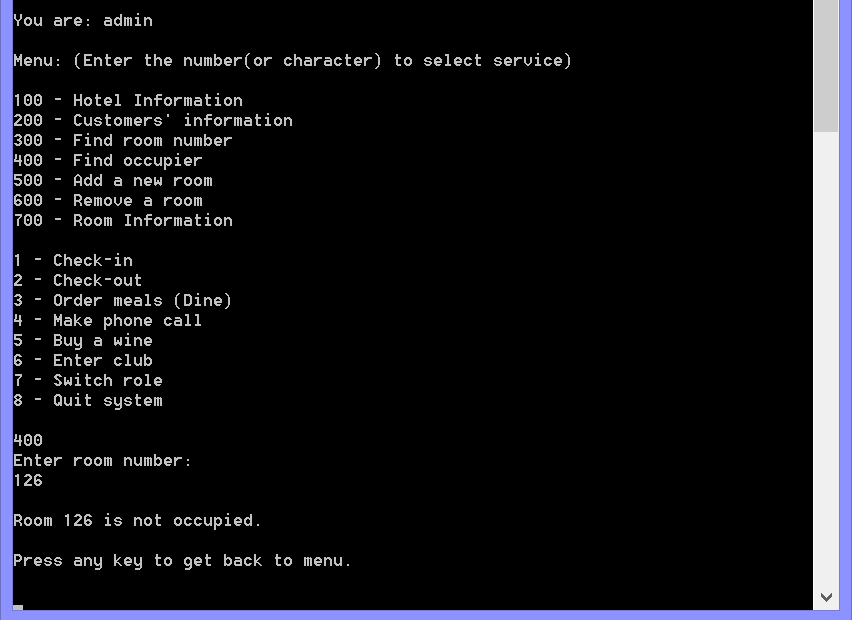 You are: admin
Menu: (Enter the number(or character) to select service)
100 - Hotel Information
200 - Customers' information
300 - Find room number
400 - Find occupier
500 - Add a new room
600 - Remove a room
700 - Room Information
1 - Check-in
2 - Check-out
3 - Order meals (Dine)
4 - Make phone call
5 - Buy a wine
6 - Enter club
7 - Switch role
8 - Quit system
400
Enter room number:
126
Room 126 is not occupied.
Press any key to get back to menu.